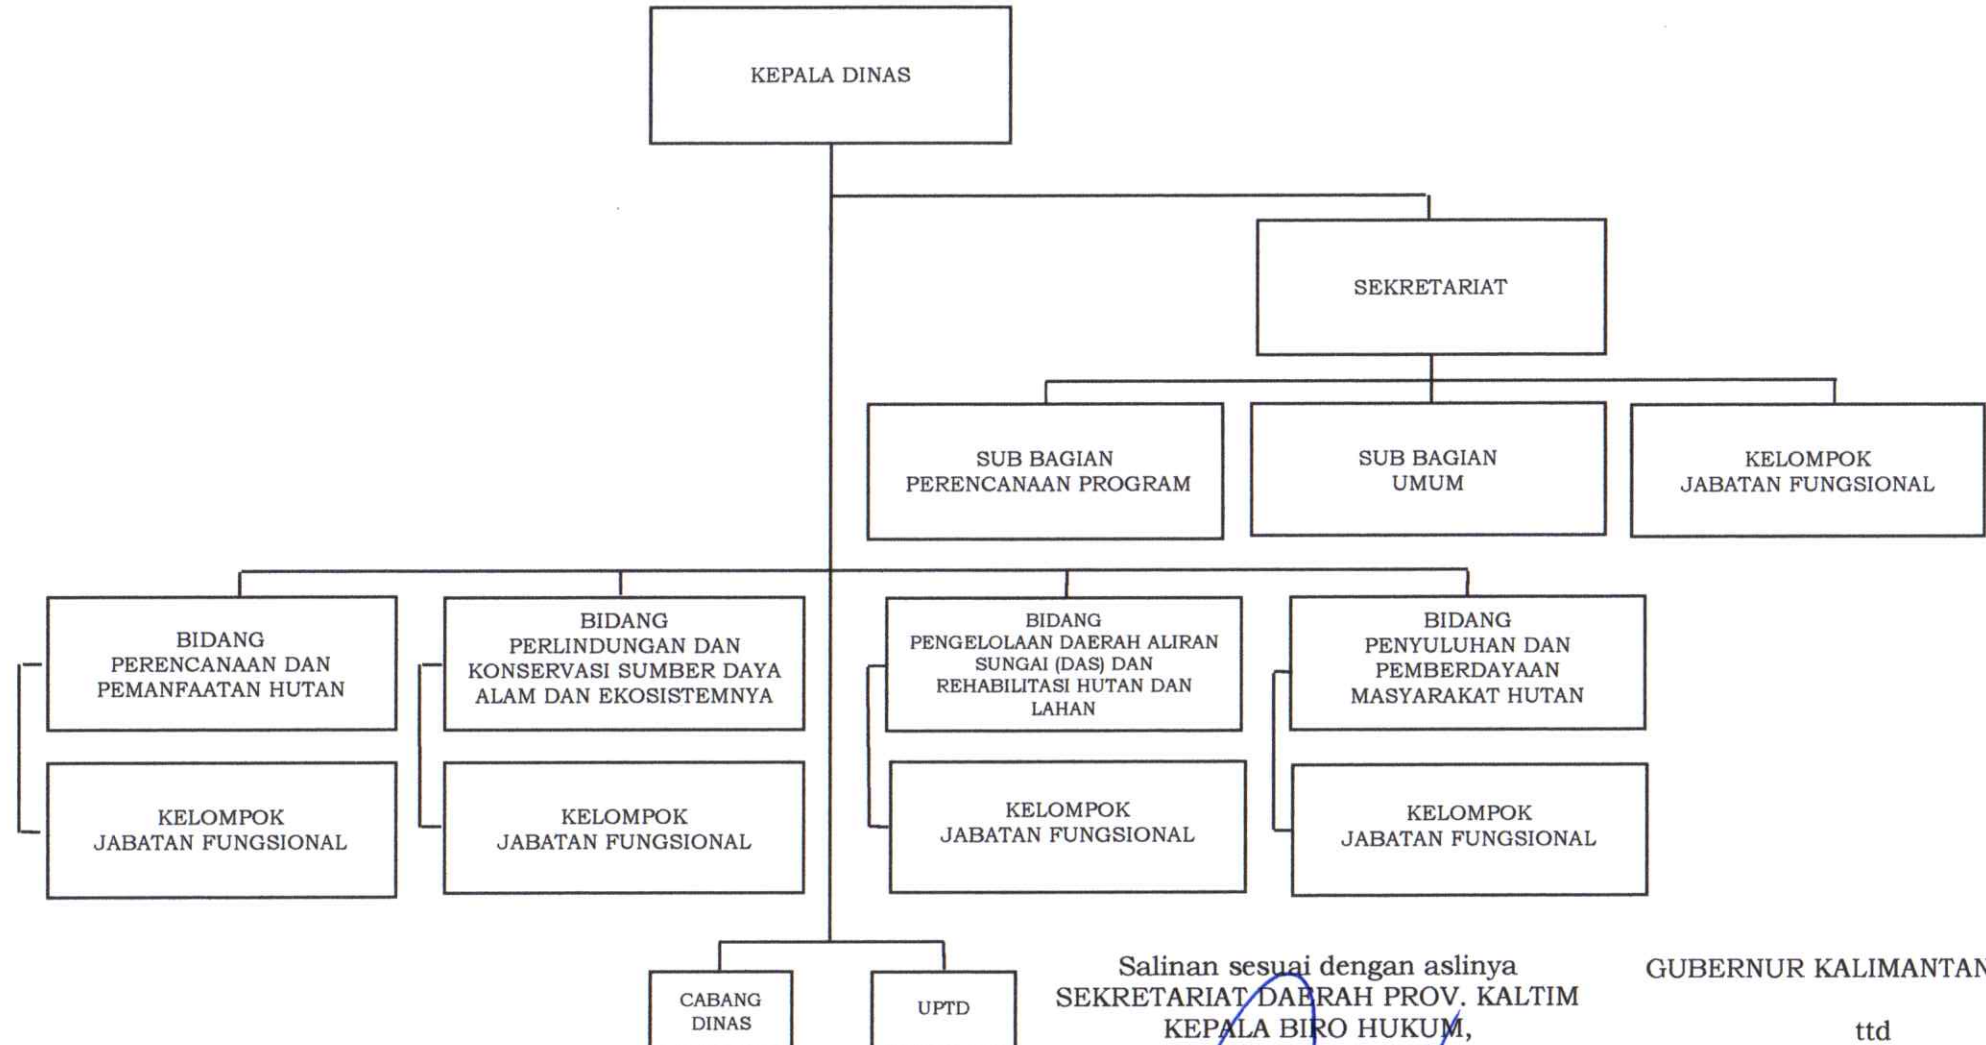 KEPALA DINAS
SEKRETARIAT
SUB BAGIAN
PERENCANAAN PROGRAM
SUB BAGIAN
UMUM
KELOMPOK
JABATAN FUNGSIONAL
BIDANG
PERENCANAAN DAN
PEMANFAATAN HUTAN
BIDANG
PERLINDUNGAN DAN
KONSERVASI SUMBER DAYA
ALAM DAN EKOSISTEMNYA
BIDANG
PENGELOLAAN DAERAH ALIRAN
SUNGAI (DAS) DAN
REHABILITASI HUTAN DAN
LAHAN
BIDANG
PENYULUHAN DAN
PEMBERDAYAAN
MASYARAKAT HUTAN
KELOMPOK
JABATAN FUNGSIONAL
KELOMPOK
JABATAN FUNGSIONAL
KELOMPOK
JABATAN FUNGSIONAL
KELOMPOK
JABATAN FUNGSIONAL
CABANG
DINAS
UPTD
Salinan sesuai dengan aslinya
SEKRETARIAT DAERAH PROV. KALTIM
KEPALA BIRO HUKUM,
GUBERNUR KALIMANTAN
ttd